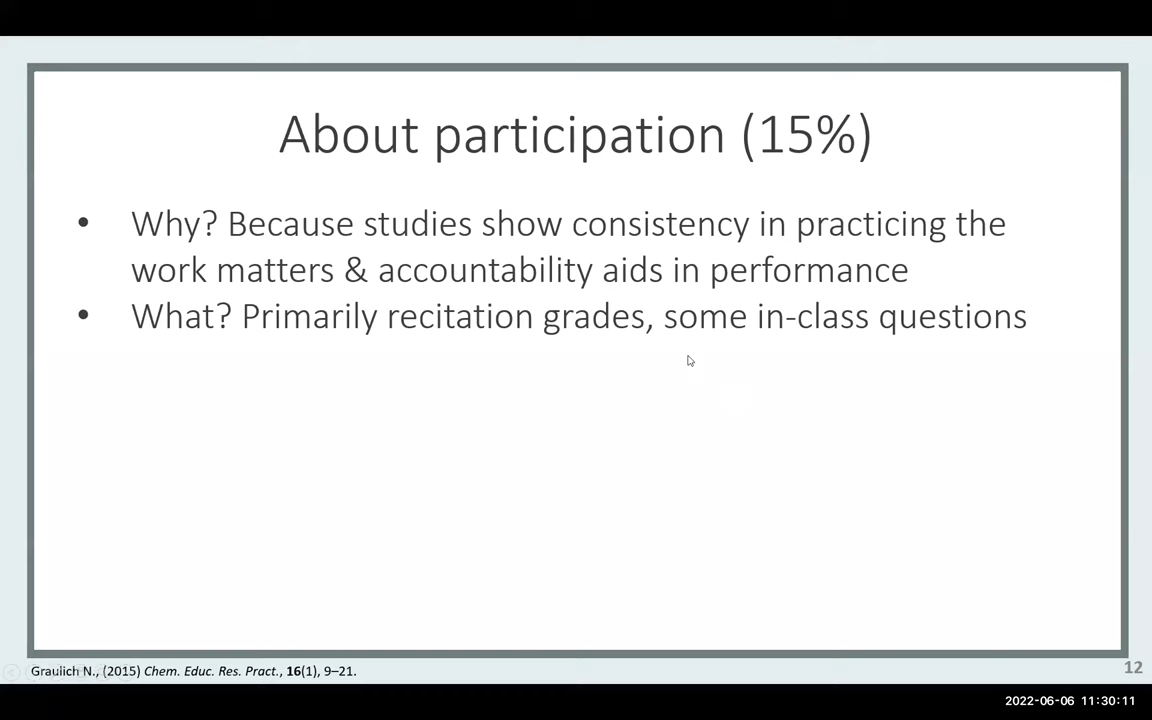 About participation (15%)
• Why? Because studies show consistency in practicing the
work matters & accountability aids in performance
• What? Primarily recitation grades, some in-class questions
Graulich N., (2015) Chem. Educ. Res. Pract., 16(1), 9–21.
12
2022-06-06 11:30:11